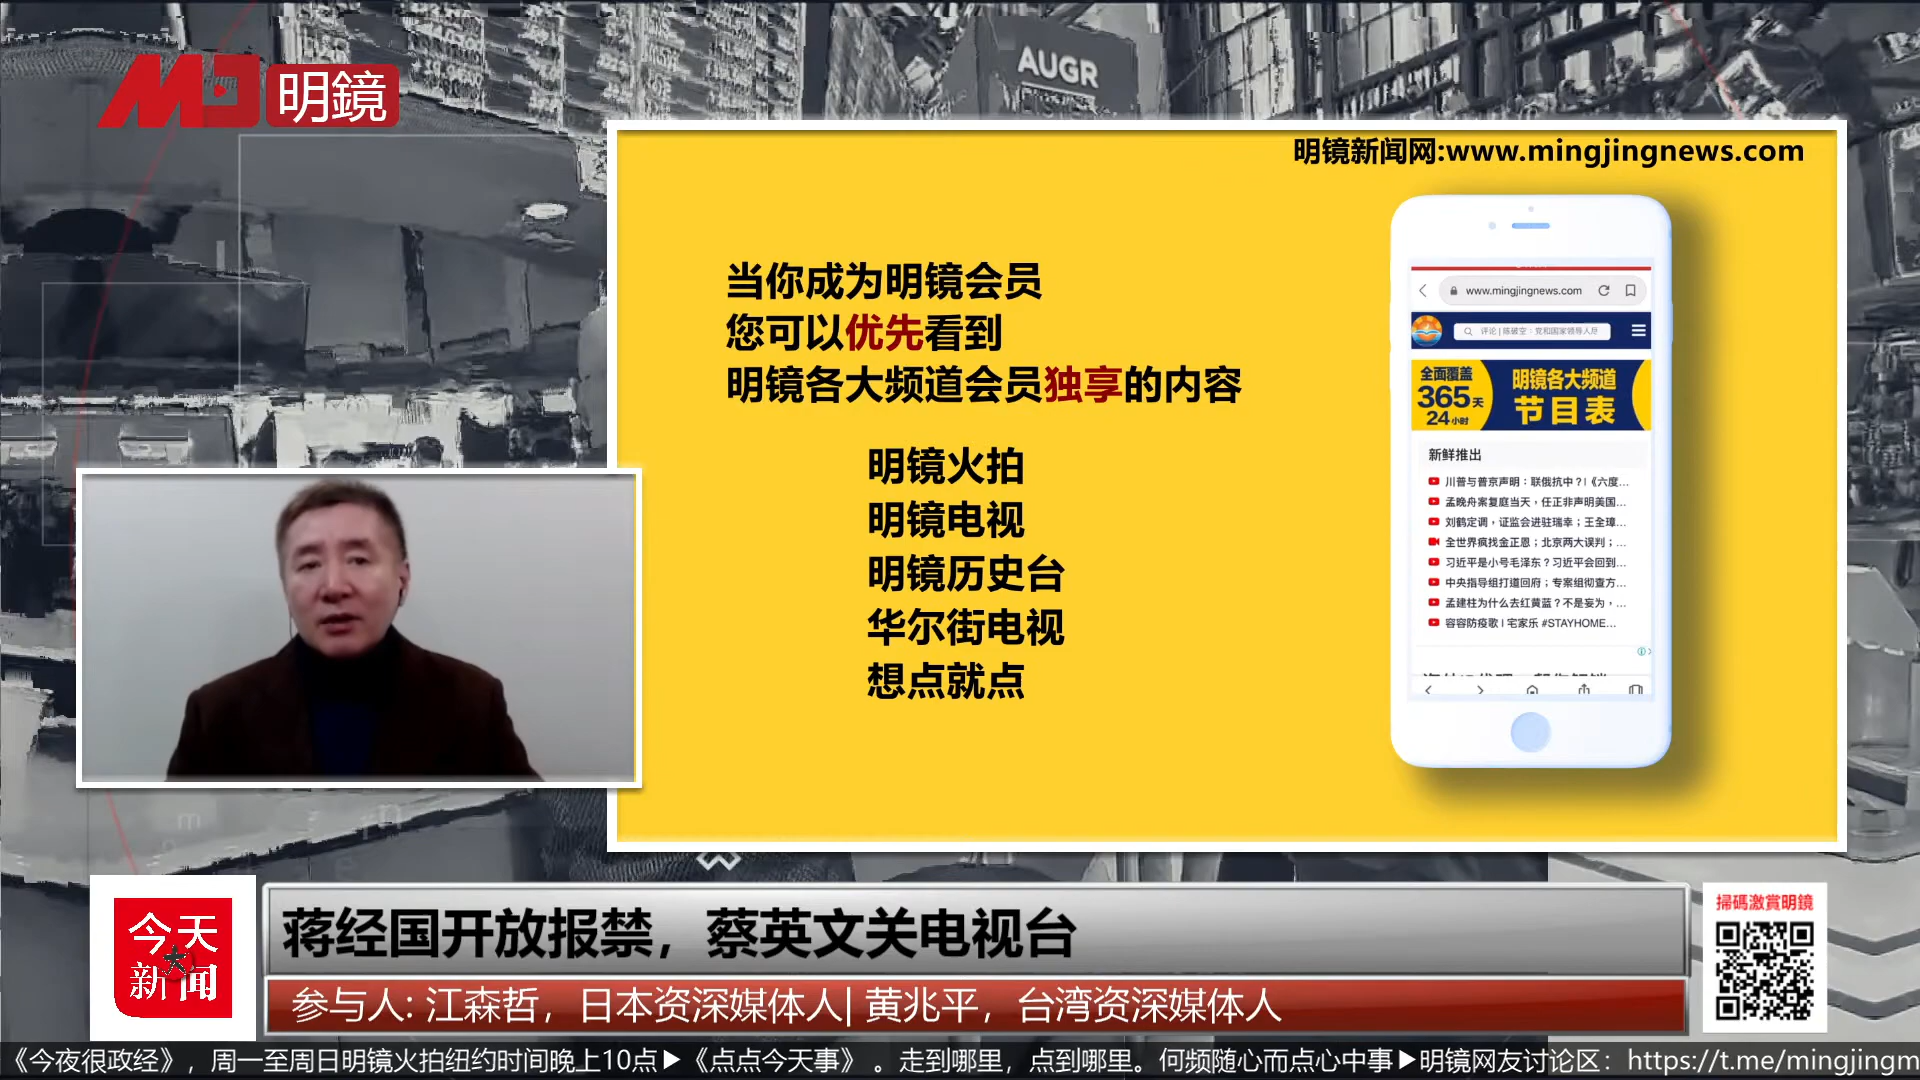 明鏡
AUGR
明镜新闻网:www.mingjingnews.com
当你成为明镜会员
您可以优先看到
明镜各大频道会员独享的内容
明镜火拍
明镜电视
明镜历史台
华尔街电视
想点就点
www.mingjingnews.com
评论 | 陈破空：党和国家领导人尽
全面覆盖
365天
24小时
明镜各大频道
节目表
新鲜推出
川普与普京声明：联俄抗中？|《六度...
孟晚舟案复庭当天，任正非声明美国...
刘鹤定调，证监会进驻瑞幸；王全璋...
全世界疯找金正恩；北京两大误判；...
习近平是小号毛泽东？习近平会回到...
中央指导组打道回府；专案组彻查方...
孟建柱为什么去红黄蓝？不是妄为，...
容容防疫歌 | 宅家乐 #STAYHOME...
今天
大
新闻
蒋经国开放报禁，蔡英文关电视台
参与人: 江森哲，日本资深媒体人| 黄兆平，台湾资深媒体人
掃碼激賞明鏡
《今夜很政经》，周一至周日明镜火拍纽约时间晚上10点▶《点点今天事》 。走到哪里，点到哪里。何频随心而点心中事▶明镜网友讨论区：https://t.me/mingjingm